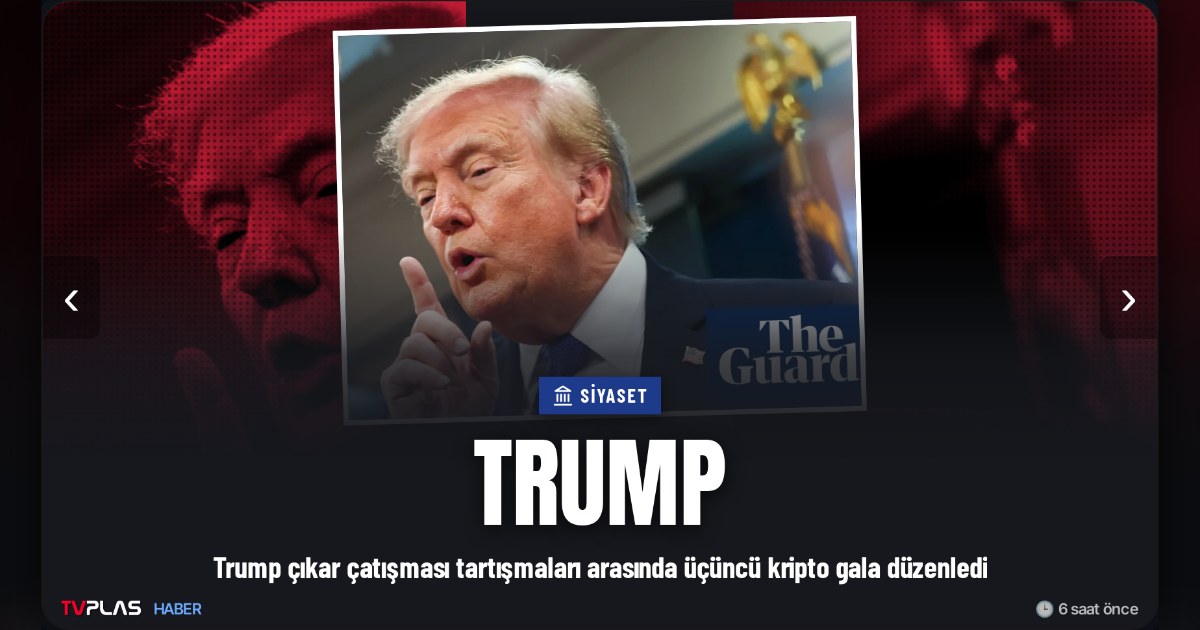 The
Guard
SİYASET
TRUMP
Trump çıkar çatışması tartışmaları arasında üçüncü kripto gala düzenledi
TVPLAS HABER
6 saat önce